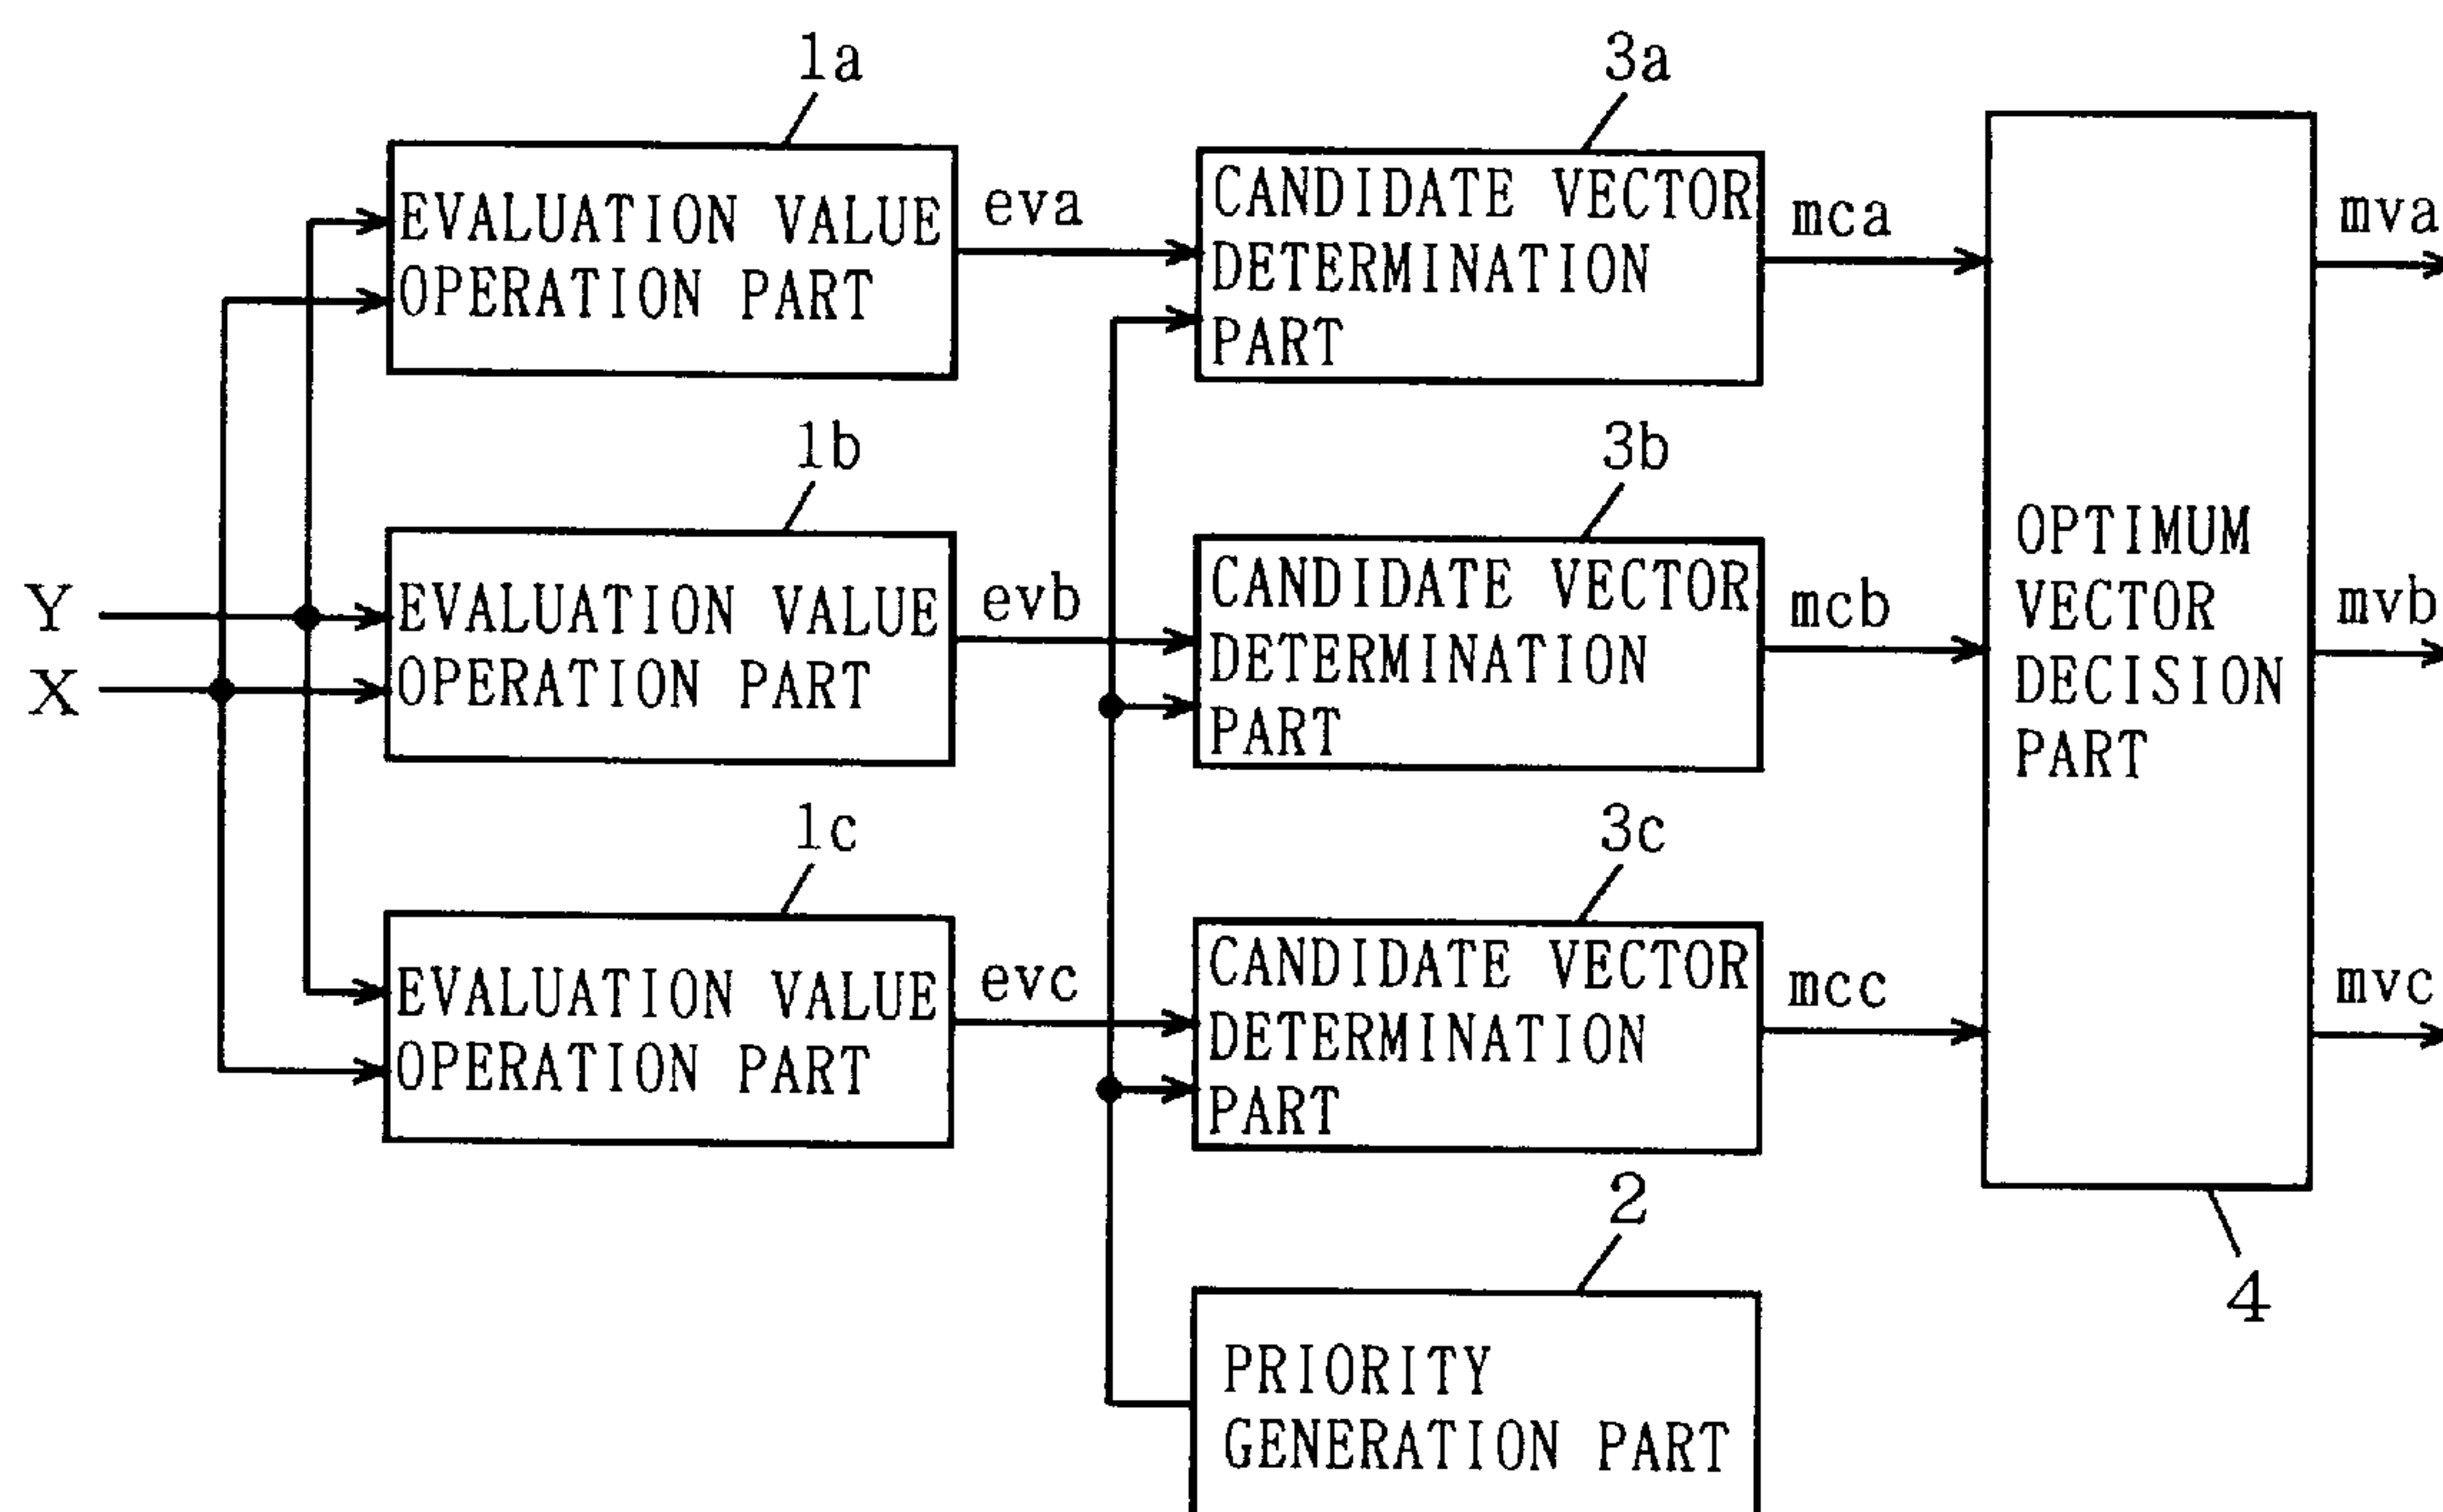 1a
3a
EVALUATION VALUE
OPERATION PART
eva
CANDIDATE VECTOR
DETERMINATION
PART
mca
mva
1b
3b
Y
X
EVALUATION VALUE
OPERATION PART
evb
CANDIDATE VECTOR
DETERMINATION
PART
mcb
OPTIMUM
VECTOR
DECISION
PART
mvb
1c
3c
EVALUATION VALUE
OPERATION PART
evc
CANDIDATE VECTOR
DETERMINATION
PART
mcc
mvc
2
4
PRIORITY
GENERATION PART